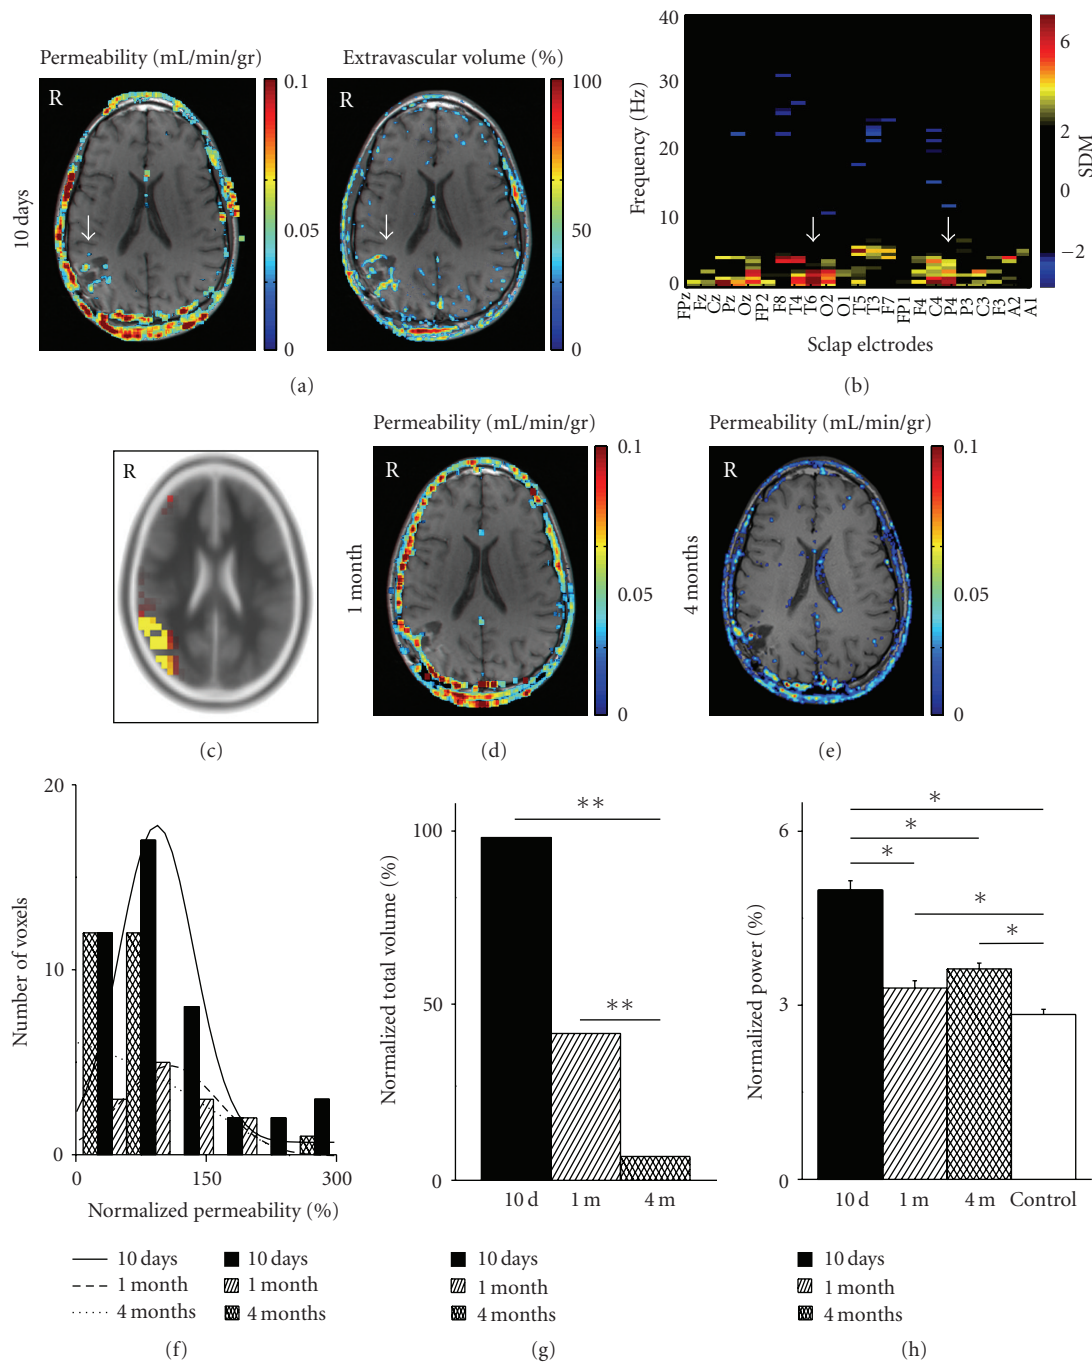 Permeability (mL/min/gr)
R
0.1
0.05
0
10 days
Extravascular volume (%)
R
100
50
0
(a)
40
30
20
10
0
Frequency (Hz)
FPz
Fz
Cz
Pz
Oz
FP2
F8
T4
T6
O2
O1
T5
T3
F7
FP1
F4
C4
P4
P3
C3
F3
A2
A1
Sclap elctrodes
6
2
0
−2
SDM
(b)
R
(c)
Permeability (mL/min/gr)
R
0.1
0.05
0
1 month
(d)
Permeability (mL/min/gr)
R
0.1
0.05
0
4 months
(e)
20
10
0
Number of voxels
0 150 300
Normalized permeability (%)
10 days
1 month
4 months
10 days
1 month
4 months
(f)
100
50
0
Normalized total volume (%)
**
**
10 d 1 m 4 m
10 days
1 month
4 months
(g)
6
3
0
Normalized power (%)
*
*
*
*
*
10 d 1 m 4 m Control
10 days
1 month
4 months
(h)